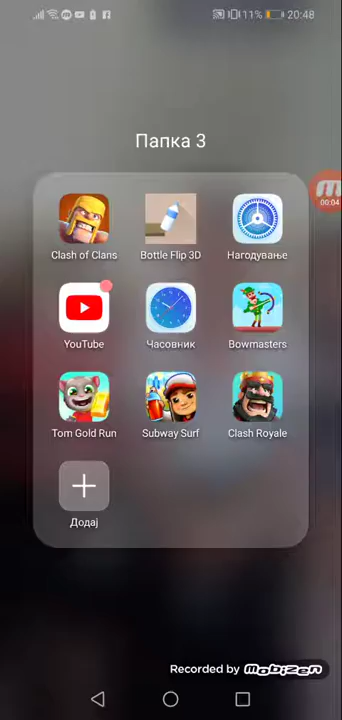 11% 20:48
Папка 3
00:04
Clash of Clans Bottle Flip 3D Нагодување
YouTube Часовник Bowmasters
Tom Gold Run Subway Surf Clash Royale
Додај
Recorded by mobizen